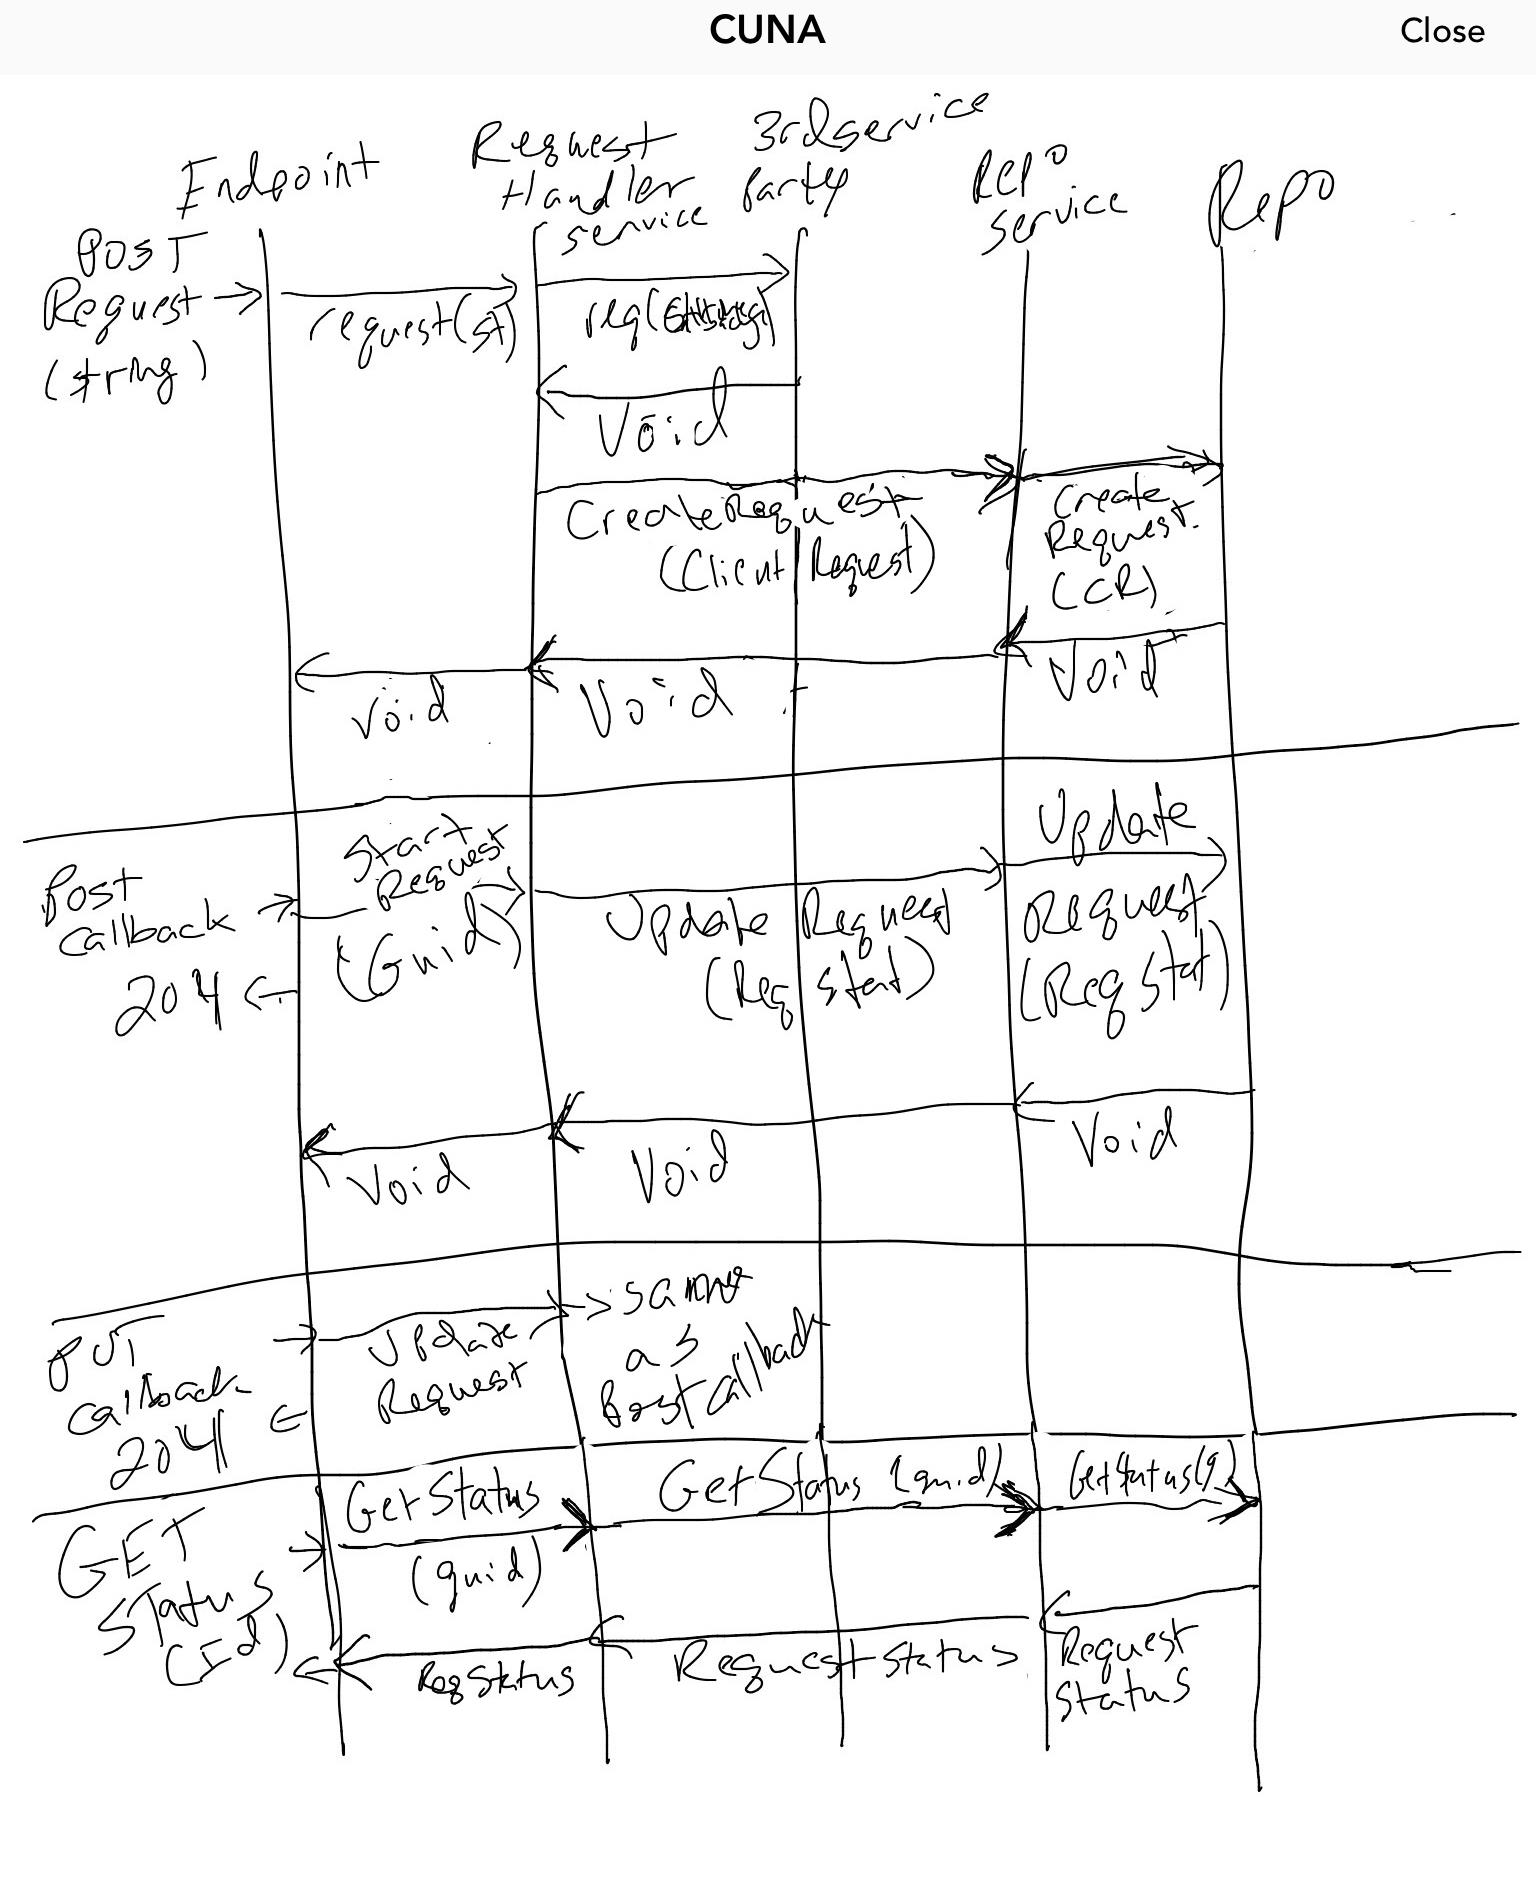 CUNA
Close
Endpoint
Request
Handler
service
3rd service
Party
Repo
service
Repo
POST
Request
(string)
request(st)
req(
Void
CreateRequest
(Client Request)
Create
Request.
(CR)
Void
Void
Void
Post
Callback
204
Start
Request
(Guid)
Update Request
(Req stat)
Update
Request
(Req Stat)
Void
Void
Void
PUT
Callback
204
Update
Request
same
as
Post callback
GET
Status
(Id)
GetStatus
(guid)
GetStatus (guid)
GetStatus(g)
ReqStatus
Request status
Request
Status